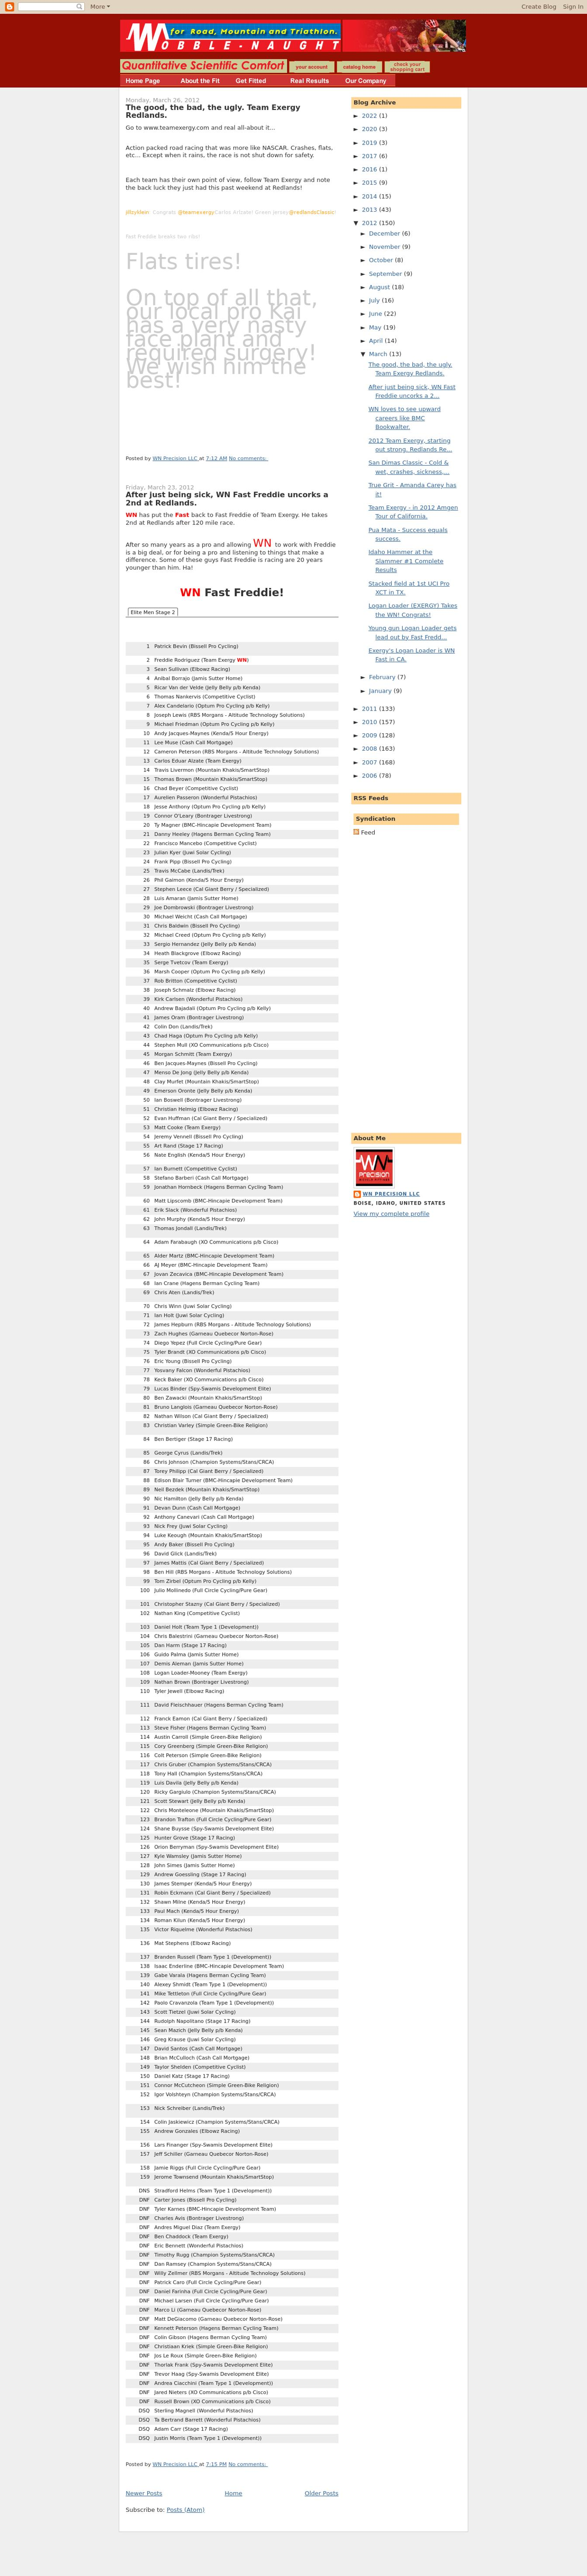 More
Create Blog Sign In
for Road, Mountain and Triathlon
WOBBLE-NAUGHT
Quantitative Scientific Comfort
your account
catalog home
check your
shopping cart
Home Page
About the Fit
Get Fitted
Real Results
Our Company
Monday, March 26, 2012
The good, the bad, the ugly. Team Exergy
Redlands.
Go to www.teamexergy.com and real all-about it...
Action packed road racing that was more like NASCAR. Crashes, flats,
etc... Except when it rains, the race is not shut down for safety.
Each team has their own point of view, follow Team Exergy and note
the back luck they just had this past weekend at Redlands!
Fast Freddie breaks two ribs!
Flats tires!
On top of all that,
our local pro Kai
has a very nasty
face plant and
required surgery!
We wish him the
best!
Posted by WN Precision LLC at 7:12 AM No comments:
Friday, March 23, 2012
After just being sick, WN Fast Freddie uncorks a
2nd at Redlands.
WN has put the Fast back to Fast Freddie of Team Exergy. He takes
2nd at Redlands after 120 mile race.
After so many years as a pro and allowing WN to work with Freddie
is a big deal, or for being a pro and listening to things that make a
difference. Some of these guys Fast Freddie is racing are 20 years
younger than him. Ha!
WN Fast Freddie!
Elite Men Stage 2
1 Patrick Bevin (Bissell Pro Cycling)
2 Freddie Rodriguez (Team Exergy WN)
3 Sean Sullivan (Elbowz Racing)
4 Anibal Borrajo (Jamis Sutter Home)
5 Ricar Van der Velde (Jelly Belly p/b Kenda)
6 Thomas Nankervis (Competitive Cyclist)
7 Alex Candelario (Optum Pro Cycling p/b Kelly)
8 Joseph Lewis (RBS Morgans - Altitude Technology Solutions)
9 Michael Friedman (Optum Pro Cycling p/b Kelly)
10 Andy Jacques-Maynes (Kenda/5 Hour Energy)
11 Lee Muse (Cash Call Mortgage)
12 Cameron Peterson (RBS Morgans - Altitude Technology Solutions)
13 Carlos Eduar Alzate (Team Exergy)
14 Travis Livermon (Mountain Khakis/SmartStop)
15 Thomas Brown (Mountain Khakis/SmartStop)
16 Chad Beyer (Competitive Cyclist)
17 Aurelien Passeron (Wonderful Pistachios)
18 Jesse Anthony (Optum Pro Cycling p/b Kelly)
19 Connor O'Leary (Bontrager Livestrong)
20 Ty Magner (BMC-Hincapie Development Team)
21 Danny Heeley (Hagens Berman Cycling Team)
22 Francisco Mancebo (Competitive Cyclist)
23 Julian Kyer (Juwi Solar Cycling)
24 Frank Pipp (Bissell Pro Cycling)
25 Travis McCabe (Landis/Trek)
26 Phil Gaimon (Kenda/5 Hour Energy)
27 Stephen Leece (Cal Giant Berry / Specialized)
28 Luis Amaran (Jamis Sutter Home)
29 Joe Dombrowski (Bontrager Livestrong)
30 Michael Weicht (Cash Call Mortgage)
31 Chris Baldwin (Bissell Pro Cycling)
32 Michael Creed (Optum Pro Cycling p/b Kelly)
33 Sergio Hernandez (Jelly Belly p/b Kenda)
34 Heath Blackgrove (Elbowz Racing)
35 Serge Tvetcov (Team Exergy)
36 Marsh Cooper (Optum Pro Cycling p/b Kelly)
37 Rob Britton (Competitive Cyclist)
38 Joseph Schmalz (Elbowz Racing)
39 Kirk Carlsen (Wonderful Pistachios)
40 Andrew Bajadali (Optum Pro Cycling p/b Kelly)
41 James Oram (Bontrager Livestrong)
42 Colin Don (Landis/Trek)
43 Chad Haga (Optum Pro Cycling p/b Kelly)
44 Stephen Mull (XO Communications p/b Cisco)
45 Morgan Schmitt (Team Exergy)
46 Ben Jacques-Maynes (Bissell Pro Cycling)
47 Menso De Jong (Jelly Belly p/b Kenda)
48 Clay Murfet (Mountain Khakis/SmartStop)
49 Emerson Oronte (Jelly Belly p/b Kenda)
50 Ian Boswell (Bontrager Livestrong)
51 Christian Helmig (Elbowz Racing)
52 Evan Huffman (Cal Giant Berry / Specialized)
53 Matt Cooke (Team Exergy)
54 Jeremy Vennell (Bissell Pro Cycling)
55 Art Rand (Stage 17 Racing)
56 Nate English (Kenda/5 Hour Energy)
57 Ian Burnett (Competitive Cyclist)
58 Stefano Barberi (Cash Call Mortgage)
59 Jonathan Hornbeck (Hagens Berman Cycling Team)
60 Matt Lipscomb (BMC-Hincapie Development Team)
61 Erik Slack (Wonderful Pistachios)
62 John Murphy (Kenda/5 Hour Energy)
63 Thomas Jondall (Landis/Trek)
64 Adam Farabaugh (XO Communications p/b Cisco)
65 Alder Martz (BMC-Hincapie Development Team)
66 AJ Meyer (BMC-Hincapie Development Team)
67 Jovan Zecavica (BMC-Hincapie Development Team)
68 Ian Crane (Hagens Berman Cycling Team)
69 Chris Aten (Landis/Trek)
70 Chris Winn (Juwi Solar Cycling)
71 Ian Holt (Juwi Solar Cycling)
72 James Hepburn (RBS Morgans - Altitude Technology Solutions)
73 Zach Hughes (Garneau Quebecor Norton-Rose)
74 Diego Yepez (Full Circle Cycling/Pure Gear)
75 Tyler Brandt (XO Communications p/b Cisco)
76 Eric Young (Bissell Pro Cycling)
77 Yosvany Falcon (Wonderful Pistachios)
78 Keck Baker (XO Communications p/b Cisco)
79 Lucas Binder (Spy-Swamis Development Elite)
80 Ben Zawacki (Mountain Khakis/SmartStop)
81 Bruno Langlois (Garneau Quebecor Norton-Rose)
82 Nathan Wilson (Cal Giant Berry / Specialized)
83 Christian Varley (Simple Green-Bike Religion)
84 Ben Bertiger (Stage 17 Racing)
85 George Cyrus (Landis/Trek)
86 Chris Johnson (Champion Systems/Stans/CRCA)
87 Torey Philipp (Cal Giant Berry / Specialized)
88 Edison Blair Turner (BMC-Hincapie Development Team)
89 Neil Bezdek (Mountain Khakis/SmartStop)
90 Nic Hamilton (Jelly Belly p/b Kenda)
91 Devan Dunn (Cash Call Mortgage)
92 Anthony Canevari (Cash Call Mortgage)
93 Nick Frey (Juwi Solar Cycling)
94 Luke Keough (Mountain Khakis/SmartStop)
95 Andy Baker (Bissell Pro Cycling)
96 David Glick (Landis/Trek)
97 James Mattis (Cal Giant Berry / Specialized)
98 Ben Hill (RBS Morgans - Altitude Technology Solutions)
99 Tom Zirbel (Optum Pro Cycling p/b Kelly)
100 Julio Mollinedo (Full Circle Cycling/Pure Gear)
101 Christopher Stazny (Cal Giant Berry / Specialized)
102 Nathan King (Competitive Cyclist)
103 Daniel Holt (Team Type 1 (Development))
104 Chris Balestrini (Garneau Quebecor Norton-Rose)
105 Dan Harm (Stage 17 Racing)
106 Guido Palma (Jamis Sutter Home)
107 Demis Aleman (Jamis Sutter Home)
108 Logan Loader-Mooney (Team Exergy)
109 Nathan Brown (Bontrager Livestrong)
110 Tyler Jewell (Elbowz Racing)
111 David Fleischhauer (Hagens Berman Cycling Team)
112 Franck Eamon (Cal Giant Berry / Specialized)
113 Steve Fisher (Hagens Berman Cycling Team)
114 Austin Carroll (Simple Green-Bike Religion)
115 Cory Greenberg (Simple Green-Bike Religion)
116 Colt Peterson (Simple Green-Bike Religion)
117 Chris Gruber (Champion Systems/Stans/CRCA)
118 Tony Hall (Champion Systems/Stans/CRCA)
119 Luis Davila (Jelly Belly p/b Kenda)
120 Ricky Gargiulo (Champion Systems/Stans/CRCA)
121 Scott Stewart (Jelly Belly p/b Kenda)
122 Chris Monteleone (Mountain Khakis/SmartStop)
123 Brandon Trafton (Full Circle Cycling/Pure Gear)
124 Shane Buysse (Spy-Swamis Development Elite)
125 Hunter Grove (Stage 17 Racing)
126 Orion Berryman (Spy-Swamis Development Elite)
127 Kyle Wamsley (Jamis Sutter Home)
128 John Simes (Jamis Sutter Home)
129 Andrew Goessling (Stage 17 Racing)
130 James Stemper (Kenda/5 Hour Energy)
131 Robin Eckmann (Cal Giant Berry / Specialized)
132 Shawn Milne (Kenda/5 Hour Energy)
133 Paul Mach (Kenda/5 Hour Energy)
134 Roman Kilun (Kenda/5 Hour Energy)
135 Victor Riquelme (Wonderful Pistachios)
136 Mat Stephens (Elbowz Racing)
137 Branden Russell (Team Type 1 (Development))
138 Isaac Enderline (BMC-Hincapie Development Team)
139 Gabe Varala (Hagens Berman Cycling Team)
140 Alexey Shmidt (Team Type 1 (Development))
141 Mike Tettleton (Full Circle Cycling/Pure Gear)
142 Paolo Cravanzola (Team Type 1 (Development))
143 Scott Tietzel (Juwi Solar Cycling)
144 Rudolph Napolitano (Stage 17 Racing)
145 Sean Mazich (Jelly Belly p/b Kenda)
146 Greg Krause (Juwi Solar Cycling)
147 David Santos (Cash Call Mortgage)
148 Brian McCulloch (Cash Call Mortgage)
149 Taylor Shelden (Competitive Cyclist)
150 Daniel Katz (Stage 17 Racing)
151 Connor McCutcheon (Simple Green-Bike Religion)
152 Igor Volshteyn (Champion Systems/Stans/CRCA)
153 Nick Schreiber (Landis/Trek)
154 Colin Jaskiewicz (Champion Systems/Stans/CRCA)
155 Andrew Gonzales (Elbowz Racing)
156 Lars Finanger (Spy-Swamis Development Elite)
157 Jeff Schiller (Garneau Quebecor Norton-Rose)
158 Jamie Riggs (Full Circle Cycling/Pure Gear)
159 Jerome Townsend (Mountain Khakis/SmartStop)
DNS Stradford Helms (Team Type 1 (Development))
DNF Carter Jones (Bissell Pro Cycling)
DNF Tyler Karnes (BMC-Hincapie Development Team)
DNF Charles Avis (Bontrager Livestrong)
DNF Andres Miguel Diaz (Team Exergy)
DNF Ben Chaddock (Team Exergy)
DNF Eric Bennett (Wonderful Pistachios)
DNF Timothy Rugg (Champion Systems/Stans/CRCA)
DNF Dan Ramsey (Champion Systems/Stans/CRCA)
DNF Willy Zellmer (RBS Morgans - Altitude Technology Solutions)
DNF Patrick Caro (Full Circle Cycling/Pure Gear)
DNF Daniel Farinha (Full Circle Cycling/Pure Gear)
DNF Michael Larsen (Full Circle Cycling/Pure Gear)
DNF Marco Li (Garneau Quebecor Norton-Rose)
DNF Matt DeGiacomo (Garneau Quebecor Norton-Rose)
DNF Kennett Peterson (Hagens Berman Cycling Team)
DNF Colin Gibson (Hagens Berman Cycling Team)
DNF Christiaan Kriek (Simple Green-Bike Religion)
DNF Jos Le Roux (Simple Green-Bike Religion)
DNF Thorlak Frank (Spy-Swamis Development Elite)
DNF Trevor Haag (Spy-Swamis Development Elite)
DNF Andrea Ciacchini (Team Type 1 (Development))
DNF Jared Nieters (XO Communications p/b Cisco)
DNF Russell Brown (XO Communications p/b Cisco)
DSQ Sterling Magnell (Wonderful Pistachios)
DSQ Ta Bertrand Barrett (Wonderful Pistachios)
DSQ Adam Carr (Stage 17 Racing)
DSQ Justin Morris (Team Type 1 (Development))
Posted by WN Precision LLC at 7:15 PM No comments:
Newer Posts Home Older Posts
Subscribe to: Posts (Atom)
Blog Archive
► 2022 (1)
► 2020 (1)
► 2019 (1)
► 2017 (6)
► 2016 (1)
► 2015 (9)
► 2014 (15)
► 2013 (6)
▼ 2012 (150)
► December (6)
► November (9)
► October (6)
► September (6)
► August (11)
► July (16)
► June (22)
► May (19)
► April (14)
▼ March (13)
The good, the bad, the ugly.
Team Exergy Redlands.
After just being sick, WN Fast
Freddie uncorks a 2...
WN loves to see upward
careers like BMC
Bookwalter.
2012 Team Exergy, starting
out strong. Redlands Re...
San Dimas Classic - Cold &
wet, crashes, sickness,...
True Grit - Amanda Carey has
it!
Team Exergy - in 2012 Amgen
Tour of California.
Pua Mata - Success equals
success.
Idaho Hammer at the
Slammer #1 Complete
Results
Stacked field at 1st UCI Pro
XCT in TX.
Logan Loader (EXERGY) Takes
the WN! Congrats!
Young gun Logan Loader gets
lead out by Fast Fredd...
Exergy's Logan Loader is WN
Fast in CA.
► February (7)
► January (9)
► 2011 (133)
► 2010 (157)
► 2009 (126)
► 2008 (163)
► 2007 (162)
► 2006 (78)
RSS Feeds
Syndication
Feed
About Me
WN
precision
WN PRECISION LLC
BOISE, IDAHO, UNITED STATES
View my complete profile